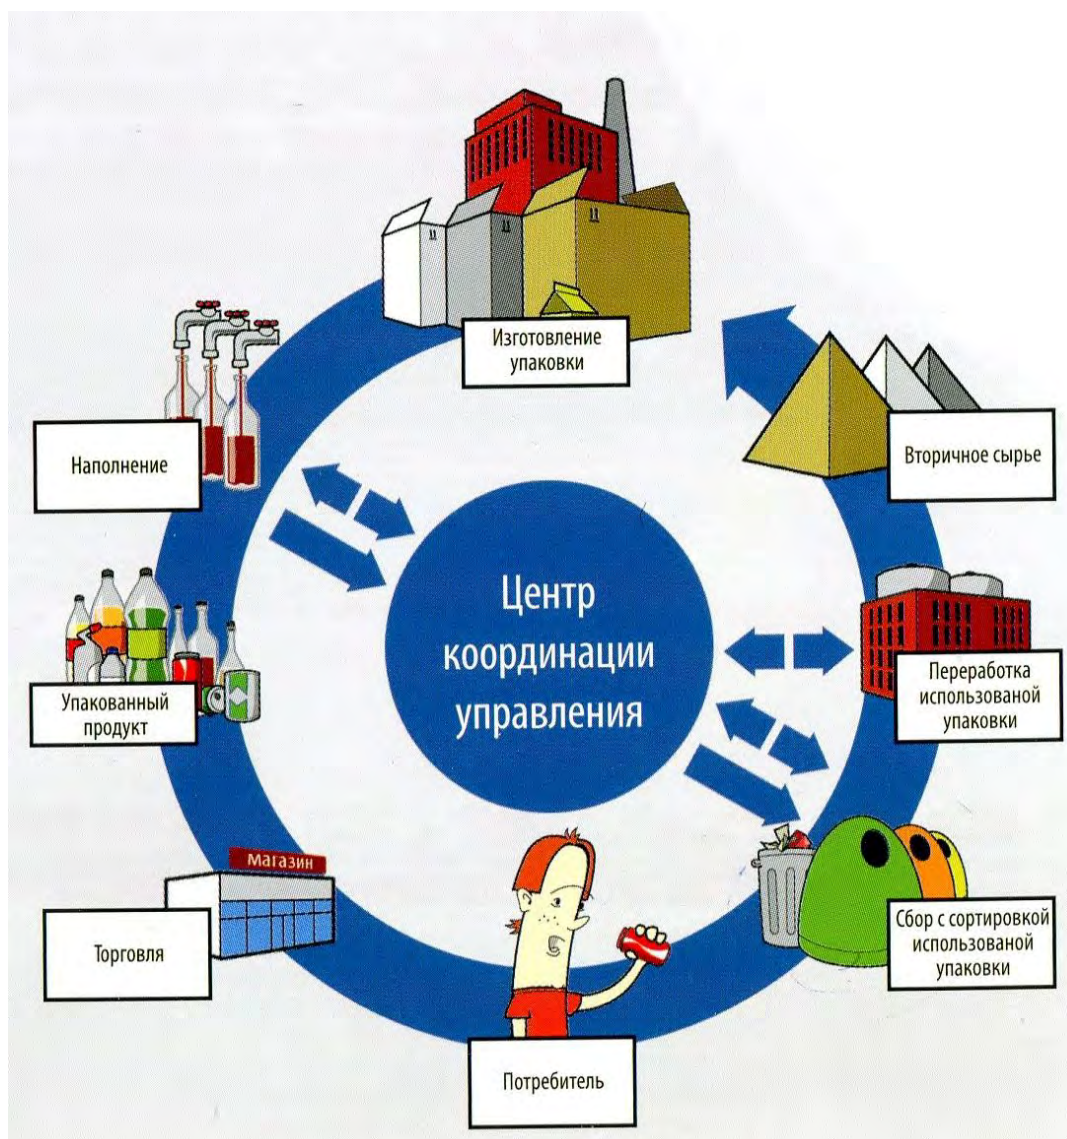 Изготовление
упаковки
Наполнение
Вторичное сырье
Центр
координации
управления
Упакованный
продукт
Переработка
использованой
упаковки
магазин
Торговля
Сбор с сортировкой
использованой
упаковки
Потребитель